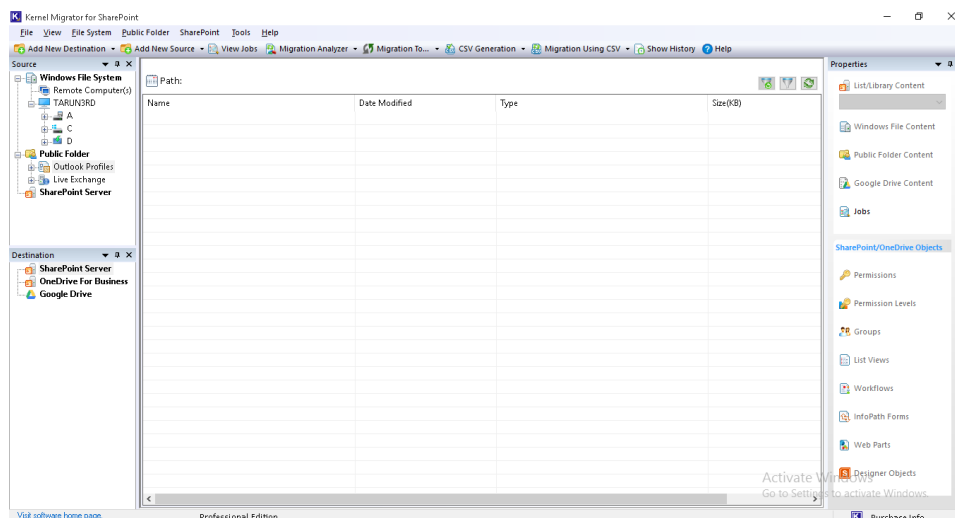 Kernel Migrator for SharePoint
File View File System Public Folder SharePoint Tools Help
Add New Destination Add New Source View Jobs Migration Analyzer Migration To... CSV Generation Migration Using CSV Show History Help
Source
Windows File System
Remote Computer(s)
TARUN3RD
A
C
D
Public Folder
Outlook Profiles
Live Exchange
SharePoint Server
Destination
SharePoint Server
OneDrive For Business
Google Drive
Path:
Name Date Modified Type Size(KB)
Properties
List/Library Content
Windows File Content
Public Folder Content
Google Drive Content
Jobs
SharePoint/OneDrive Objects
Permissions
Permission Levels
Groups
List Views
Workflows
InfoPath Forms
Web Parts
Designer Objects
Activate Windows
Go to Settings to activate Windows.
Visit software home page Professional Edition Purchase Info